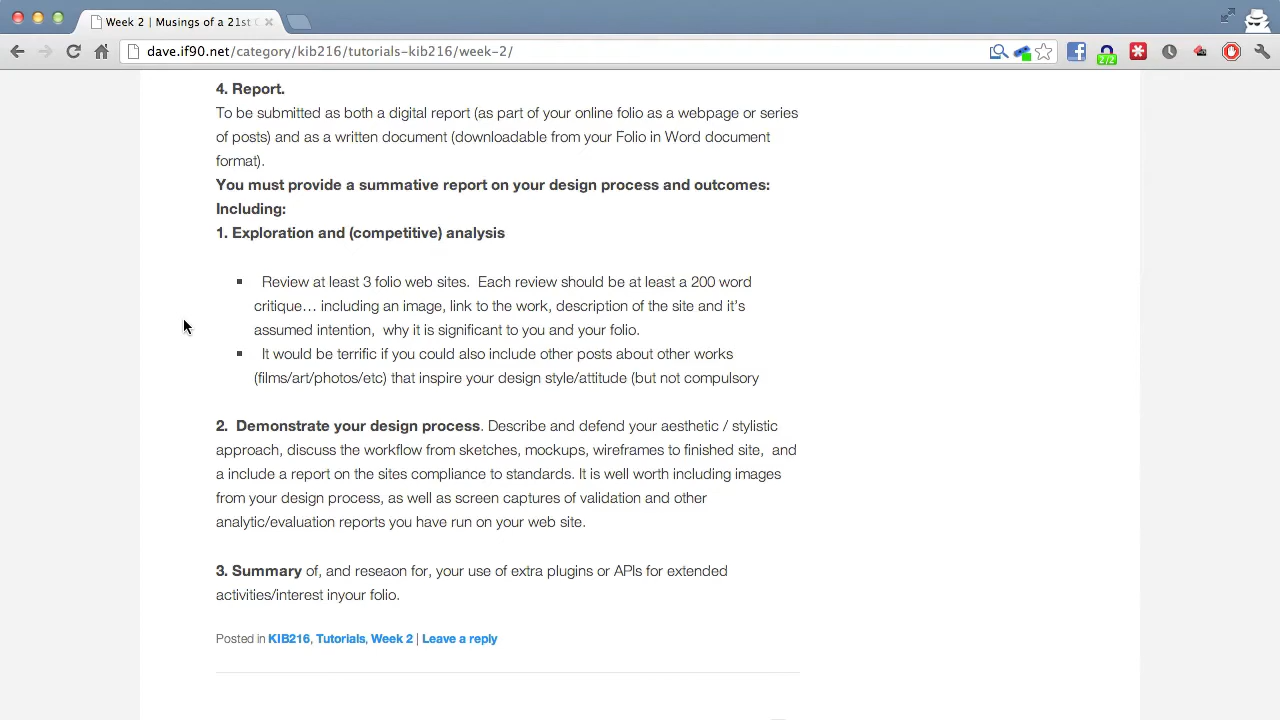 Week 2 | Musings of a 21st C
dave.if90.net/category/kib216/tutorials-kib216/week-2/
2/2
4. Report.
To be submitted as both a digital report (as part of your online folio as a webpage or series
of posts) and as a written document (downloadable from your Folio in Word document
format).
You must provide a summative report on your design process and outcomes:
Including:
1. Exploration and (competitive) analysis
Review at least 3 folio web sites.  Each review should be at least a 200 word
critique… including an image, link to the work, description of the site and it’s
assumed intention,  why it is significant to you and your folio.
It would be terrific if you could also include other posts about other works
(films/art/photos/etc) that inspire your design style/attitude (but not compulsory
2.  Demonstrate your design process. Describe and defend your aesthetic / stylistic
approach, discuss the workflow from sketches, mockups, wireframes to finished site,  and
a include a report on the sites compliance to standards. It is well worth including images
from your design process, as well as screen captures of validation and other
analytic/evaluation reports you have run on your web site.
3. Summary of, and reseaon for, your use of extra plugins or APIs for extended
activities/interest inyour folio.
Posted in KIB216, Tutorials, Week 2 | Leave a reply